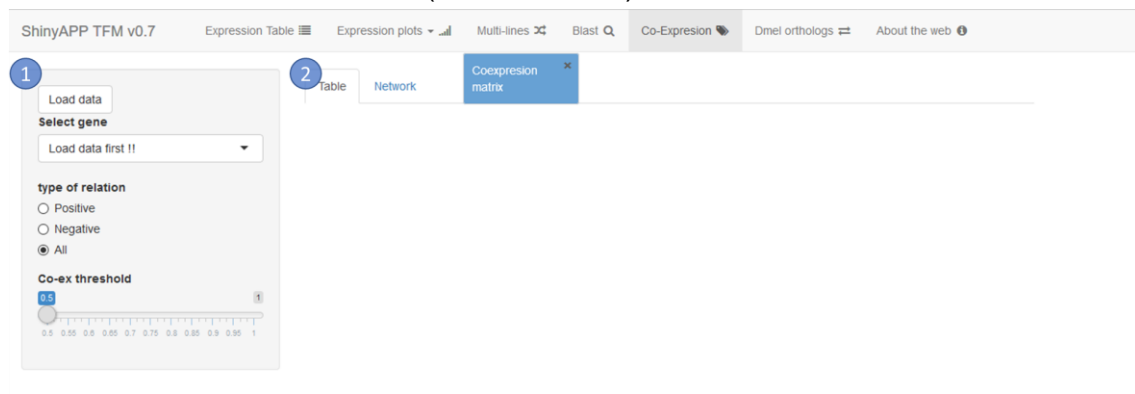 ShinyAPP TFM v0.7 Expression Table Expression plots Multi-lines Blast Co-Expresion Dmel orthologs About the web
1
Load data
Select gene
Load data first !!
type of relation
Positive
Negative
All
Co-ex threshold
0.5 1
0.5 0.55 0.6 0.65 0.7 0.75 0.8 0.85 0.9 0.95 1
2
Table Network
Coexpresion ×
matrix